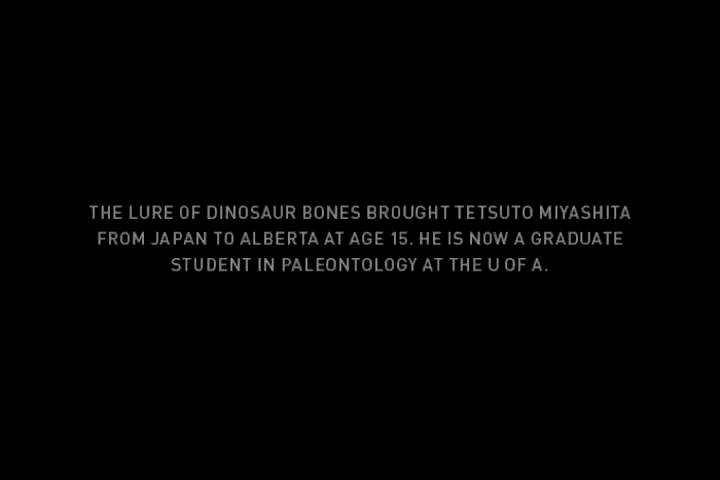 THE LURE OF DINOSAUR BONES BROUGHT TETSUTO MIYASHITA
FROM JAPAN TO ALBERTA AT AGE 15. HE IS NOW A GRADUATE
STUDENT IN PALEONTOLOGY AT THE U OF A.